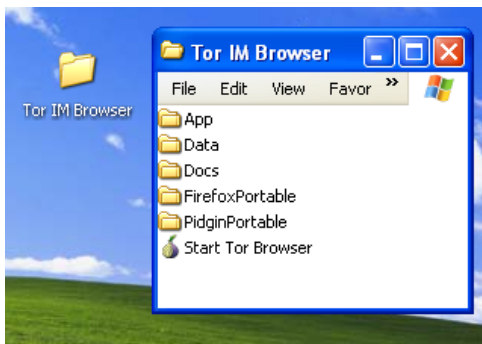 Tor IM Browser
Tor IM Browser
File Edit View Favor »
App
Data
Docs
FirefoxPortable
PidginPortable
Start Tor Browser